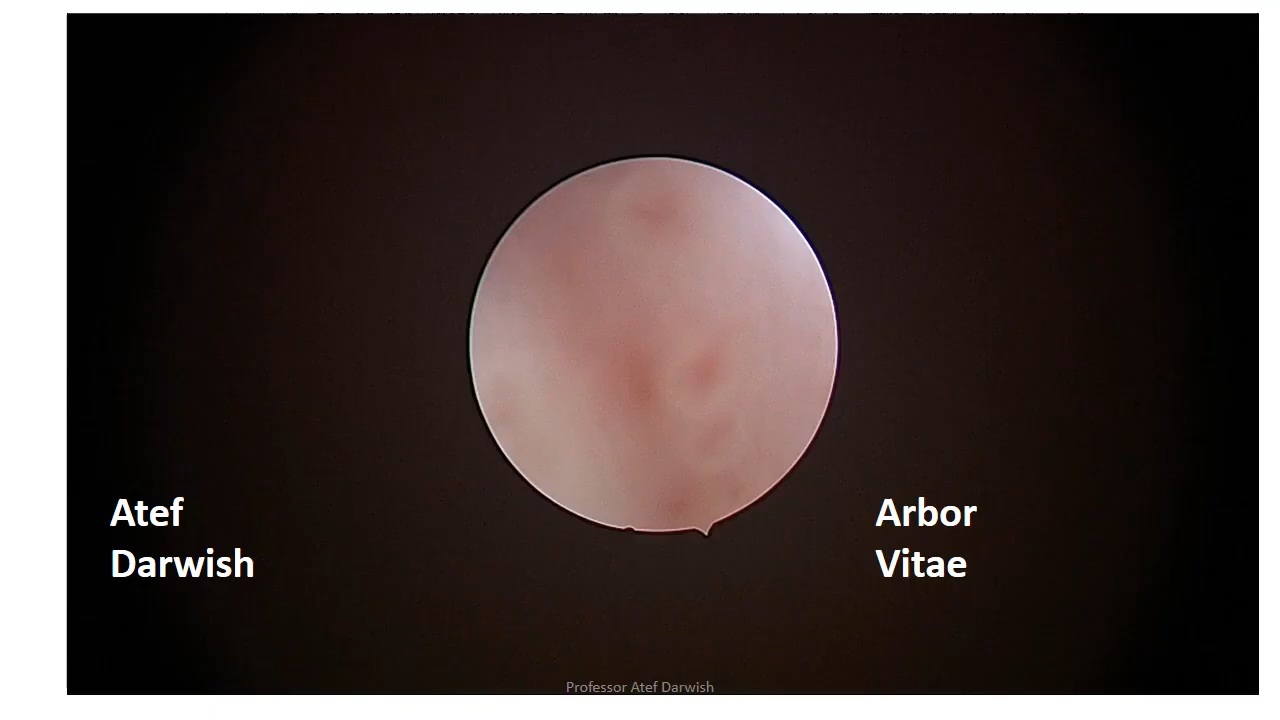 Atef
Darwish
Arbor
Vitae
Professor Atef Darwish